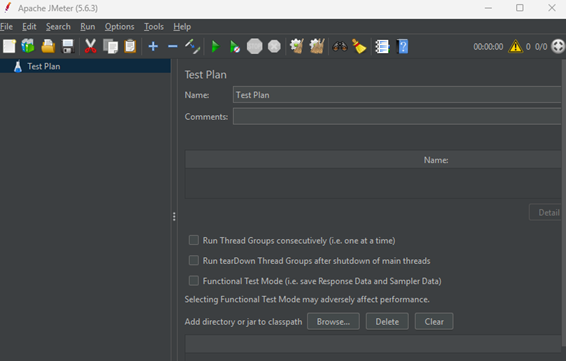 Apache JMeter (5.6.3)
File Edit Search Run Options Tools Help
00:00:00 0 0/0
Test Plan
Test Plan
Name: Test Plan
Comments:
Name:
Detail
Run Thread Groups consecutively (i.e. one at a time)
Run tearDown Thread Groups after shutdown of main threads
Functional Test Mode (i.e. save Response Data and Sampler Data)
Selecting Functional Test Mode may adversely affect performance.
Add directory or jar to classpath Browse... Delete Clear